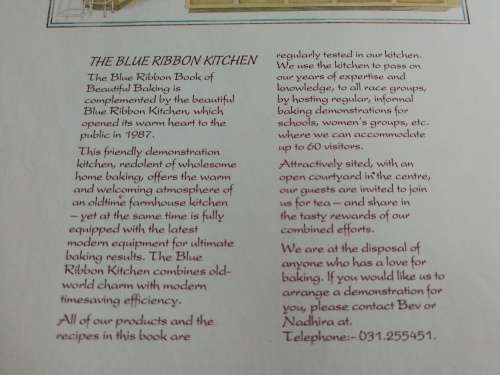 THE BLUE RIBBON KITCHEN
The Blue Ribbon Book of
Beautiful Baking is
complemented by the beautiful
Blue Ribbon Kitchen, which
opened its warm heart to the
public in 1987.
This friendly demonstration
kitchen, redolent of wholesome
home baking, offers the warm
and welcoming atmosphere of
an oldtime farmhouse kitchen
– yet at the same time is fully
equipped with the latest
modern equipment for ultimate
baking results. The Blue
Ribbon Kitchen combines old-
world charm with modern
timesaving efficiency.
All of our products and the
recipes in this book are
regularly tested in our kitchen.
We use the kitchen to pass on
our years of expertise and
knowledge, to all race groups,
by hosting regular, informal
baking demonstrations for
schools, women's groups, etc.
where we can accommodate
up to 60 visitors.
Attractively sited, with an
open courtyard in the centre,
our guests are invited to join
us for tea – and share in
the tasty rewards of our
combined efforts.
We are at the disposal of
anyone who has a love for
baking. If you would like us to
arrange a demonstration for
you, please contact Bev or
Nadhira at.
Telephone:- 031.255451.